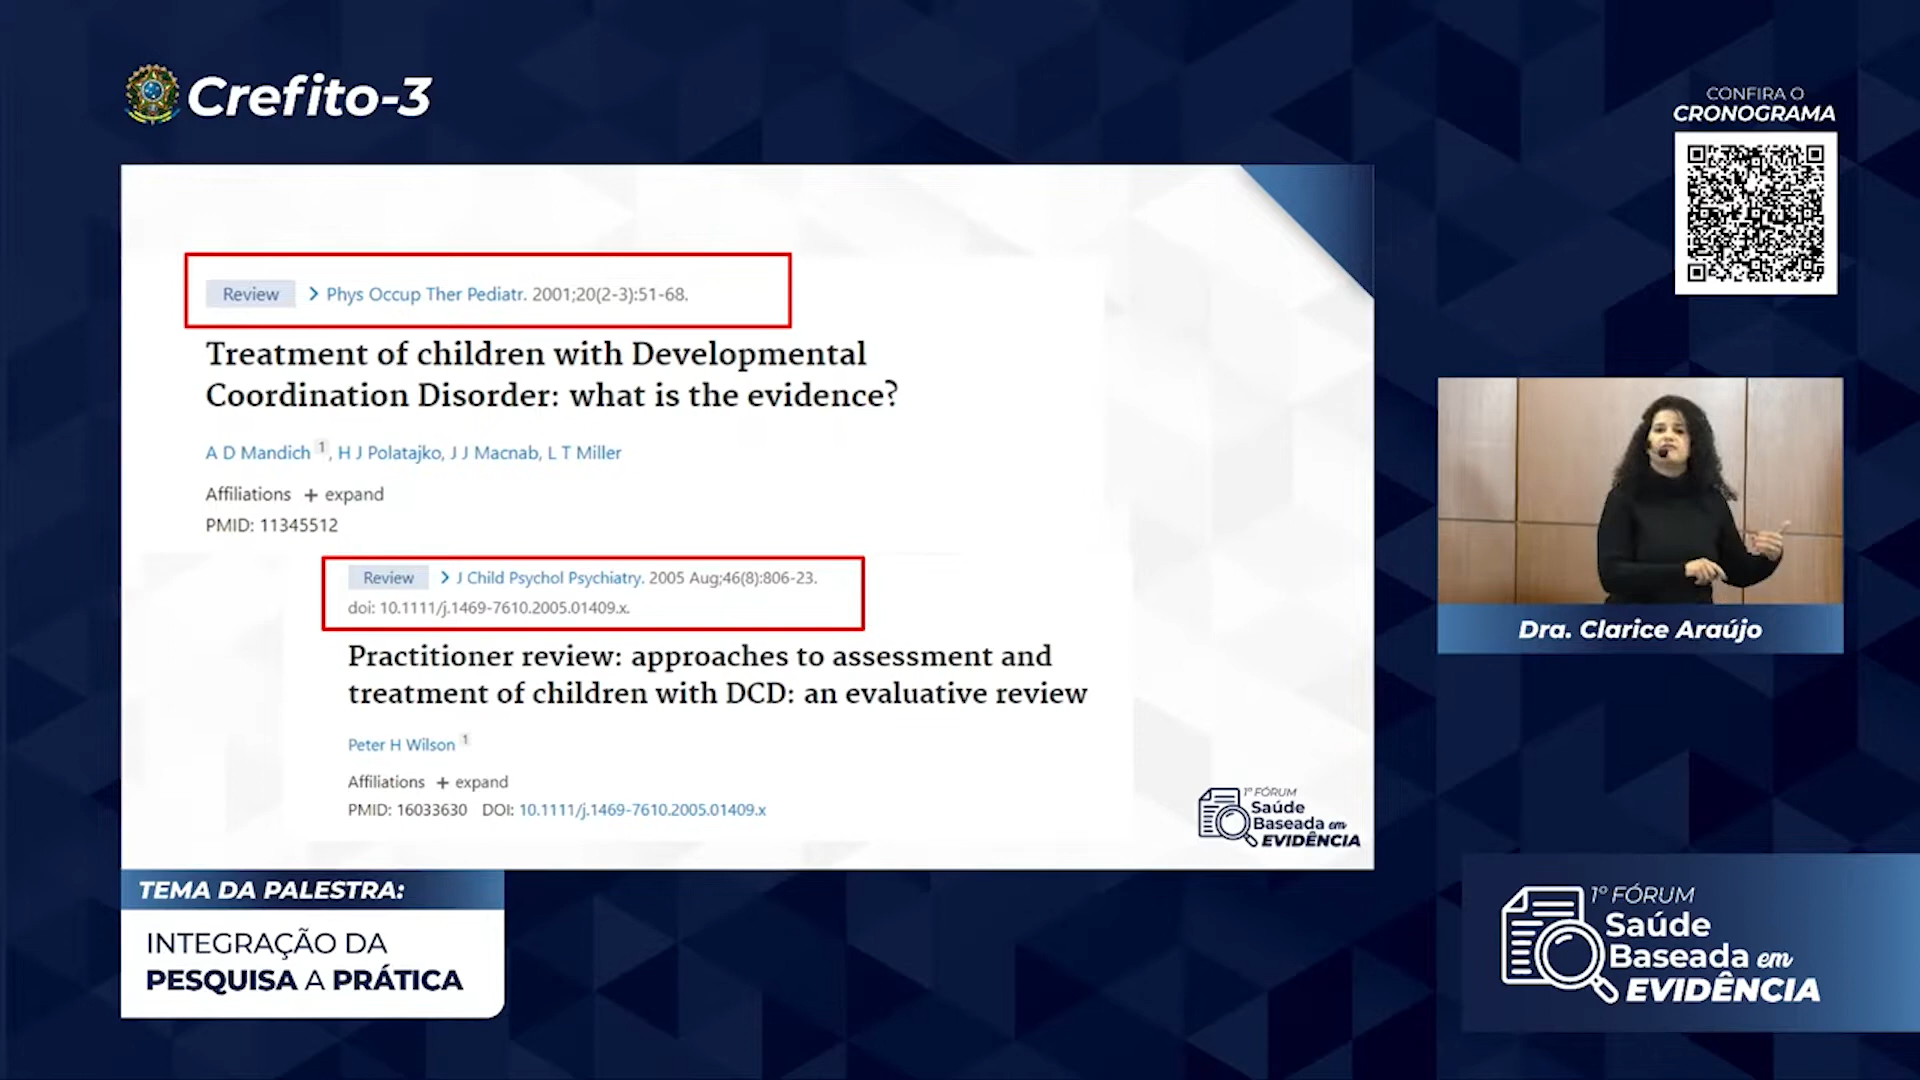 Crefito-3
CONFIRA O
CRONOGRAMA
Review > Phys Occup Ther Pediatr. 2001;20(2-3):51-68.
Treatment of children with Developmental
Coordination Disorder: what is the evidence?
A D Mandich 1, H J Polatajko, J J Macnab, L T Miller
Affiliations + expand
PMID: 11345512
Review > J Child Psychol Psychiatry. 2005 Aug;46(8):806-23.
doi: 10.1111/j.1469-7610.2005.01409.x.
Practitioner review: approaches to assessment and
treatment of children with DCD: an evaluative review
Peter H Wilson 1
Affiliations + expand
PMID: 16033630 DOI: 10.1111/j.1469-7610.2005.01409.x
1º FÓRUM
Saúde
Baseada em
EVIDÊNCIA
Dra. Clarice Araújo
TEMA DA PALESTRA:
INTEGRAÇÃO DA
PESQUISA A PRÁTICA
1º FÓRUM
Saúde
Baseada em
EVIDÊNCIA